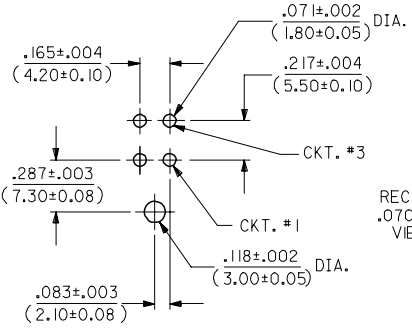 .071±.002
(1.80±0.05) DIA.
.165±.004
(4.20±0.10)
.217±.004
(5.50±0.10)
CKT. #3
.287±.003
(7.30±0.08)
REC
.070
VIE
CKT. #1
.118±.002
(3.00±0.05) DIA.
.083±.003
(2.10±0.08)